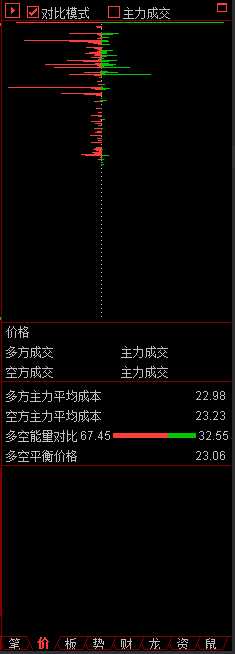 对比模式 主力成交
价格
多方成交 主力成交
空方成交 主力成交
多方主力平均成本 22.98
空方主力平均成本 23.23
多空能量对比 67.45 32.55
多空平衡价格 23.06
笔 价 板 势 财 龙 资 鼠